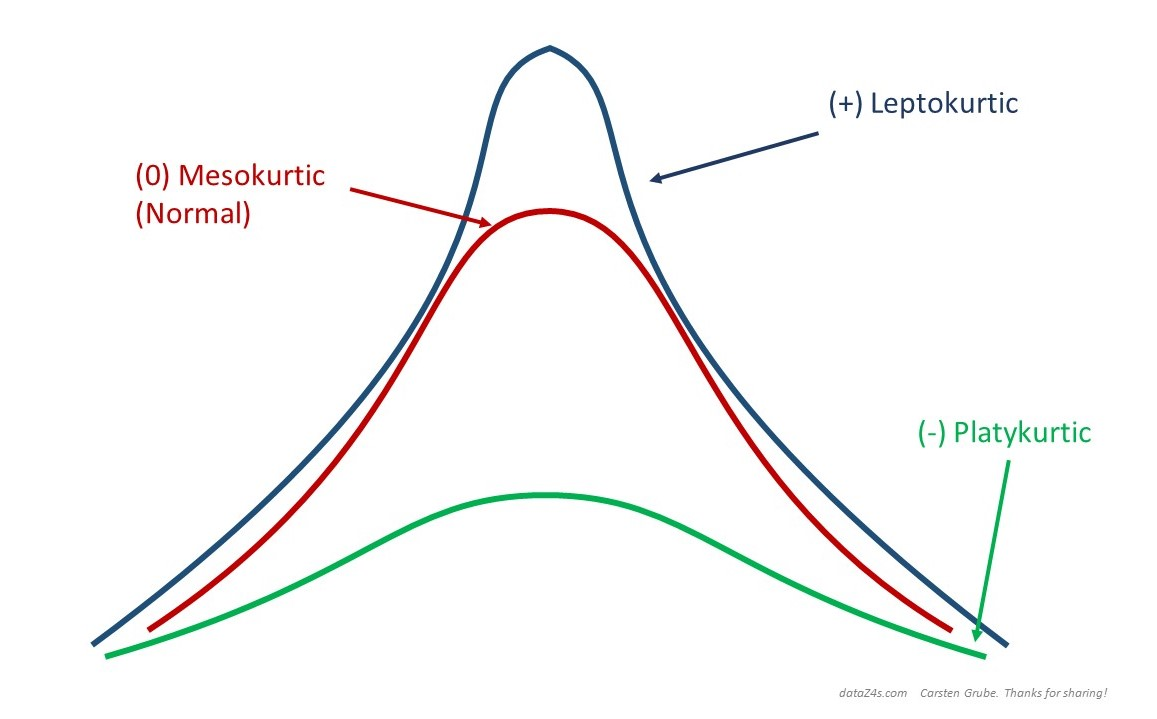 (+) Leptokurtic
(0) Mesokurtic
(Normal)
(-) Platykurtic
dataZ4s.com Carsten Grube. Thanks for sharing!